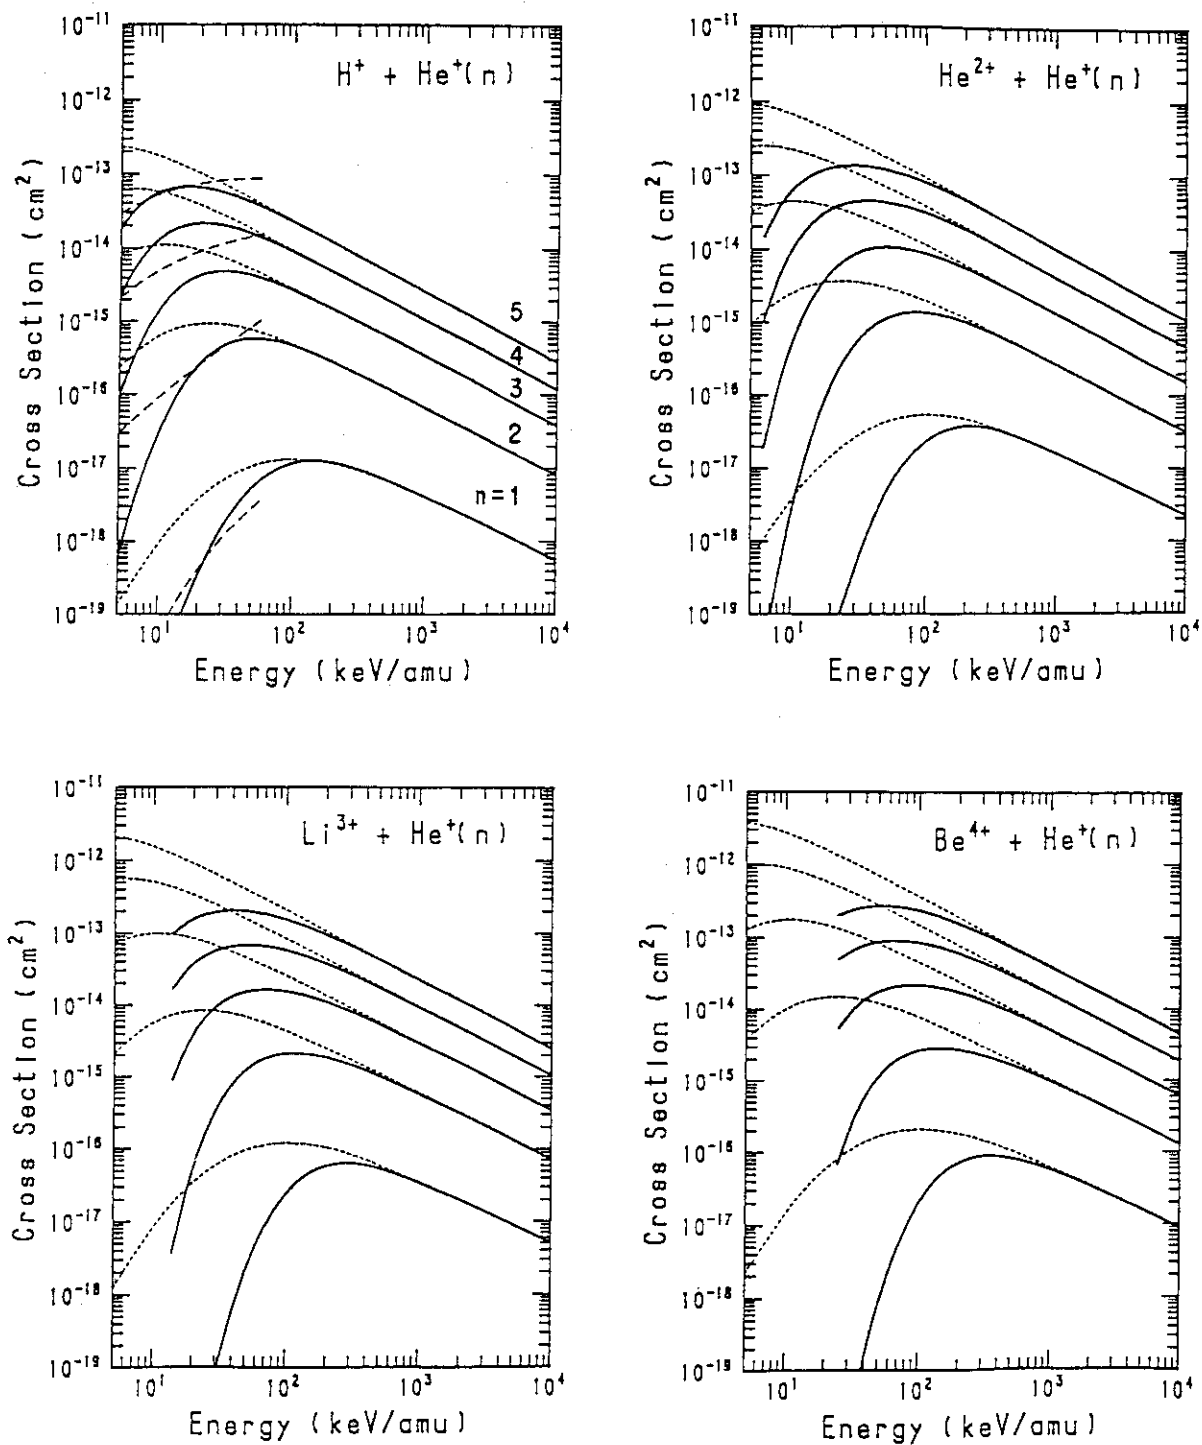 H⁺ + He⁺(n)
10⁻¹¹
10⁻¹²
10⁻¹³
10⁻¹⁴
10⁻¹⁵
10⁻¹⁶
10⁻¹⁷
10⁻¹⁸
10⁻¹⁹
Cross Section (cm²)
5
4
3
2
n=1
10¹ 10² 10³ 10⁴
Energy (keV/amu)
He²⁺ + He⁺(n)
10⁻¹¹
10⁻¹²
10⁻¹³
10⁻¹⁴
10⁻¹⁵
10⁻¹⁶
10⁻¹⁷
10⁻¹⁸
10⁻¹⁹
Cross Section (cm²)
10¹ 10² 10³ 10⁴
Energy (keV/amu)
Li³⁺ + He⁺(n)
10⁻¹¹
10⁻¹²
10⁻¹³
10⁻¹⁴
10⁻¹⁵
10⁻¹⁶
10⁻¹⁷
10⁻¹⁸
10⁻¹⁹
Cross Section (cm²)
10¹ 10² 10³ 10⁴
Energy (keV/amu)
Be⁴⁺ + He⁺(n)
10⁺¹¹
10⁻¹²
10⁻¹³
10⁻¹⁴
10⁻¹⁵
10⁻¹⁶
10⁻¹⁷
10⁻¹⁸
10⁻¹⁹
Cross Section (cm²)
10¹ 10² 10³ 10⁴
Energy (keV/amu)